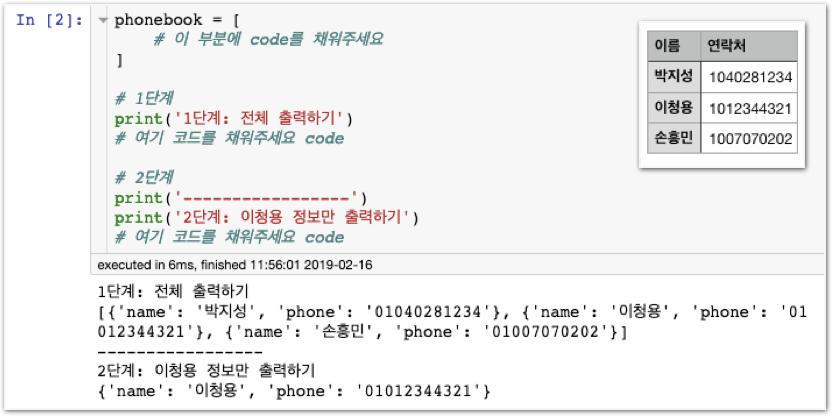 In [2]:
phonebook = [
# 이 부분에 code를 채워주세요
]
# 1단계
print('1단계: 전체 출력하기')
# 여기 코드를 채워주세요 code
# 2단계
print('-----------------')
print('2단계: 이청용 정보만 출력하기')
# 여기 코드를 채워주세요 code
이름 연락처
박지성 1040281234
이청용 1012344321
손흥민 1007070202
executed in 6ms, finished 11:56:01 2019-02-16
1단계: 전체 출력하기
[{'name': '박지성', 'phone': '01040281234'}, {'name': '이청용', 'phone': '01
012344321'}, {'name': '손흥민', 'phone': '01007070202'}]
-----------------
2단계: 이청용 정보만 출력하기
{'name': '이청용', 'phone': '01012344321'}